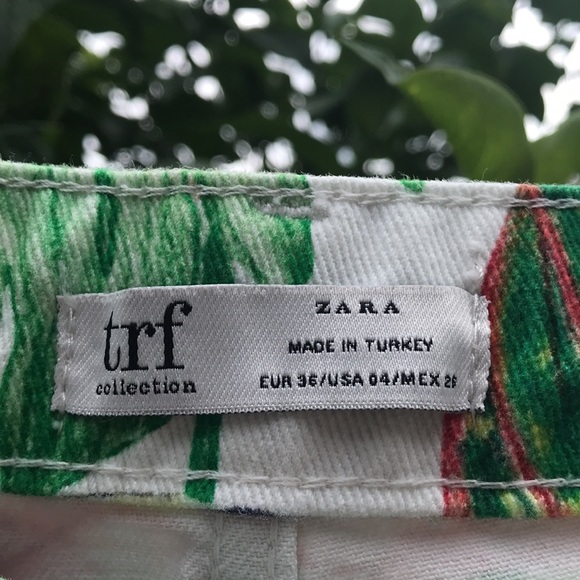 trf
collection
ZARA
MADE IN TURKEY
EUR 36/USA 04/MEX 26